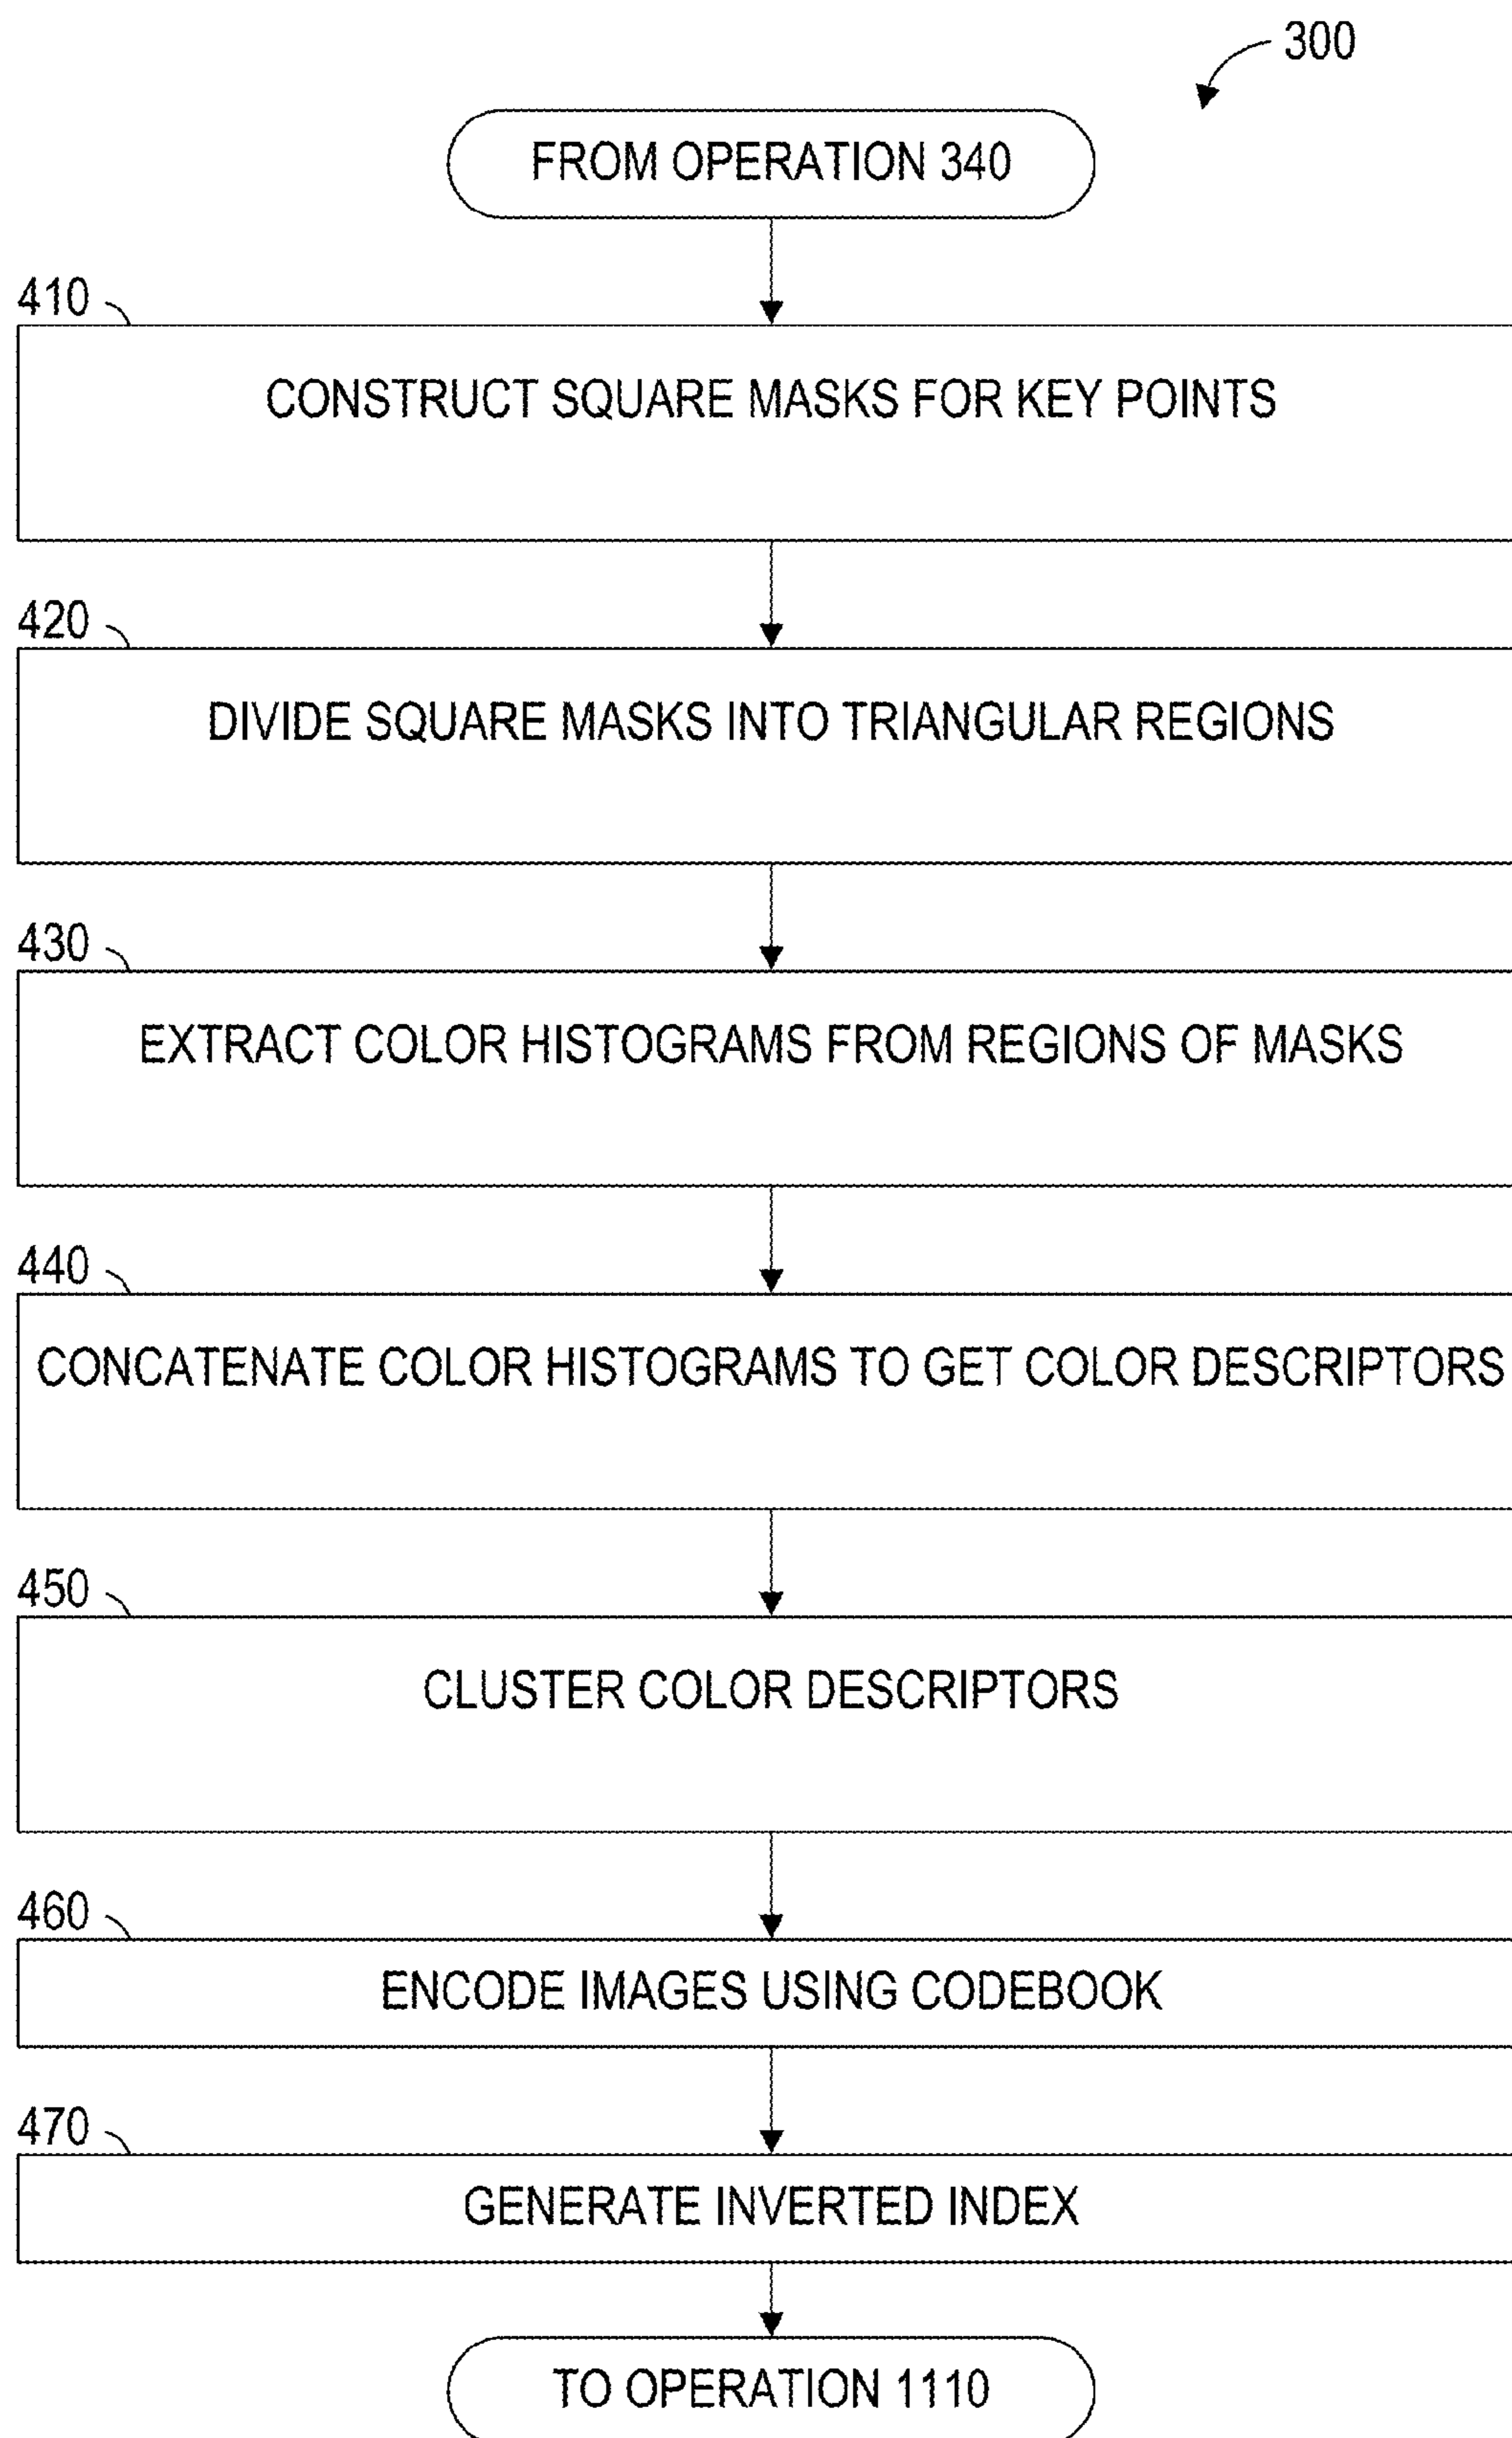 300
FROM OPERATION 340
410
CONSTRUCT SQUARE MASKS FOR KEY POINTS
420
DIVIDE SQUARE MASKS INTO TRIANGULAR REGIONS
430
EXTRACT COLOR HISTOGRAMS FROM REGIONS OF MASKS
440
CONCATENATE COLOR HISTOGRAMS TO GET COLOR DESCRIPTORS
450
CLUSTER COLOR DESCRIPTORS
460
ENCODE IMAGES USING CODEBOOK
470
GENERATE INVERTED INDEX
TO OPERATION 1110